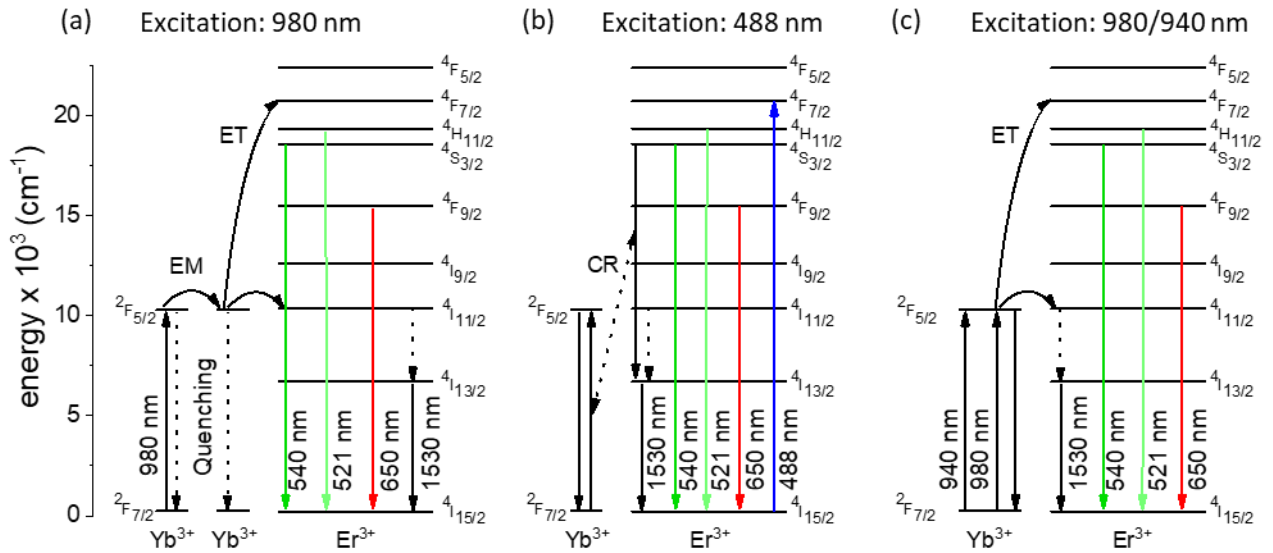 (a) Excitation: 980 nm
energy x 10³ (cm⁻¹)
20
15
10
5
0
⁴F₅/₂
⁴F₇/₂
⁴H₁₁/₂
⁴S₃/₂
⁴F₉/₂
⁴I₉/₂
⁴I₁₁/₂
⁴I₁₃/₂
⁴I₁₅/₂
ET
EM
²F₅/₂
²F₇/₂
980 nm
Quenching
540 nm
521 nm
650 nm
1530 nm
Yb³⁺
Yb³⁺
Er³⁺
(b) Excitation: 488 nm
⁴F₅/₂
⁴F₇/₂
⁴H₁₁/₂
⁴S₃/₂
⁴F₉/₂
⁴I₉/₂
⁴I₁₁/₂
⁴I₁₃/₂
⁴I₁₅/₂
CR
²F₅/₂
²F₇/₂
1530 nm
540 nm
521 nm
650 nm
488 nm
Yb³⁺
Er³⁺
(c) Excitation: 980/940 nm
⁴F₅/₂
⁴F₇/₂
⁴H₁₁/₂
⁴S₃/₂
⁴F₉/₂
⁴I₉/₂
⁴I₁₁/₂
⁴I₁₃/₂
⁴I₁₅/₂
ET
²F₅/₂
²F₇/₂
940 nm
980 nm
1530 nm
540 nm
521 nm
650 nm
Yb³⁺
Er³⁺